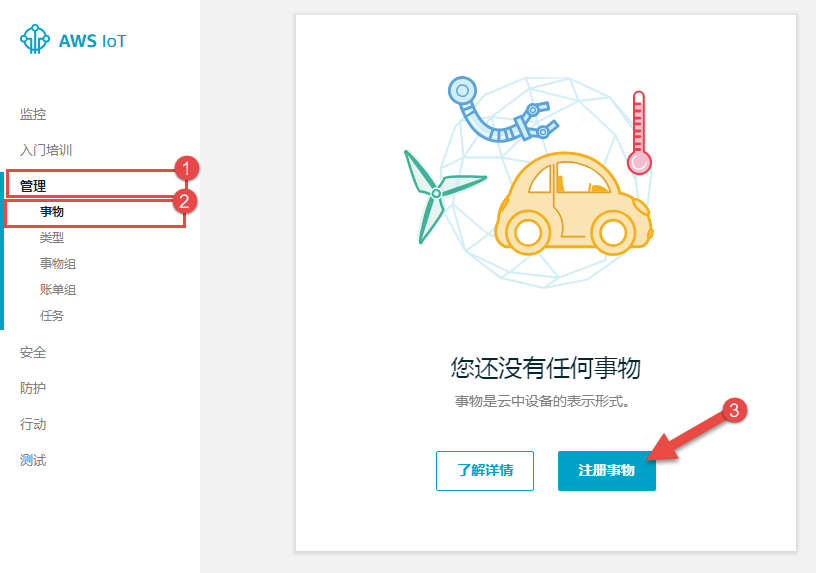 AWS IoT
监控
入门培训
管理
1
事物
2
类型
事物组
账单组
任务
安全
防护
行动
测试
您还没有任何事物
事物是云中设备的表示形式。
3
了解详情
注册事物